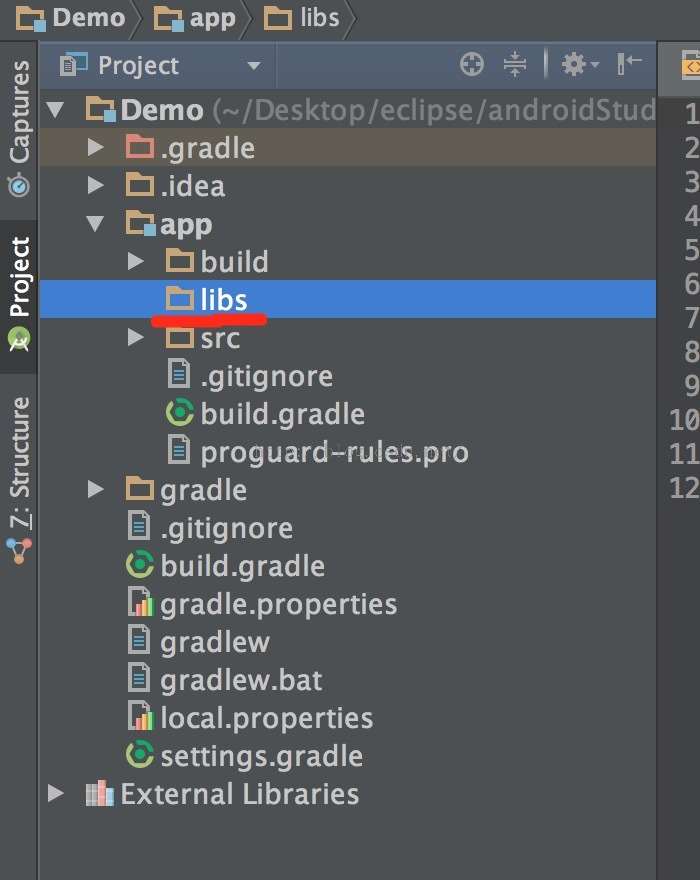 Demo app libs
Captures
Project
Z: Structure
Project
Demo (~/Desktop/eclipse/androidStud
.gradle
.idea
app
build
libs
src
.gitignore
build.gradle
proguard-rules.pro
gradle
.gitignore
build.gradle
gradle.properties
gradlew
gradlew.bat
local.properties
settings.gradle
External Libraries
1
2
3
4
5
6
7
8
9
10
11
12